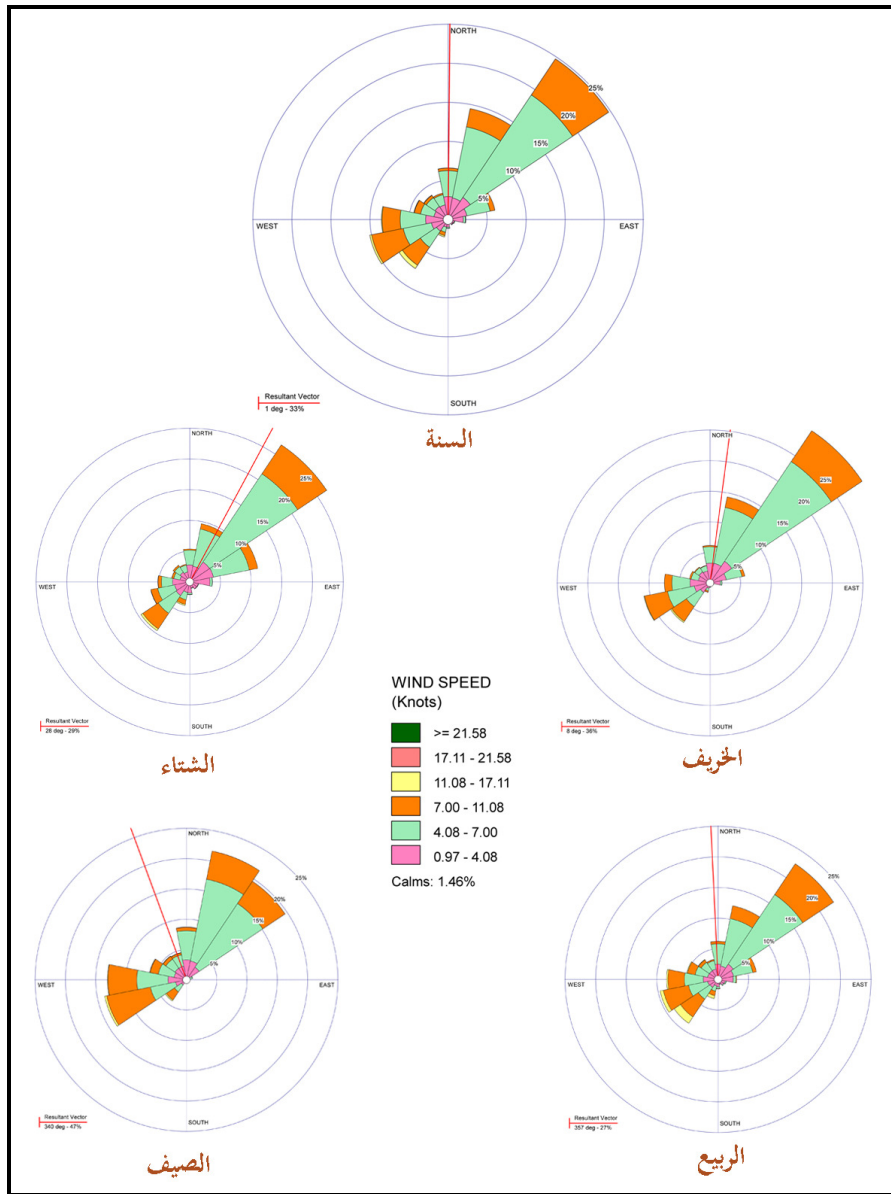 NORTH
25%
20%
15%
10%
5%
WEST
EAST
SOUTH
Resultant Vector
1 deg - 33%
السنة
NORTH
25%
20%
15%
10%
5%
WEST
EAST
SOUTH
Resultant Vector
28 deg - 29%
الشتاء
NORTH
25%
20%
15%
10%
5%
WEST
EAST
SOUTH
Resultant Vector
8 deg - 36%
الخريف
WIND SPEED
(Knots)
>= 21.58
17.11 - 21.58
11.08 - 17.11
7.00 - 11.08
4.08 - 7.00
0.97 - 4.08
Calms: 1.46%
NORTH
25%
20%
15%
10%
5%
WEST
EAST
SOUTH
Resultant Vector
340 deg - 47%
الصيف
NORTH
25%
20%
15%
10%
5%
WEST
EAST
SOUTH
Resultant Vector
357 deg - 27%
الربيع